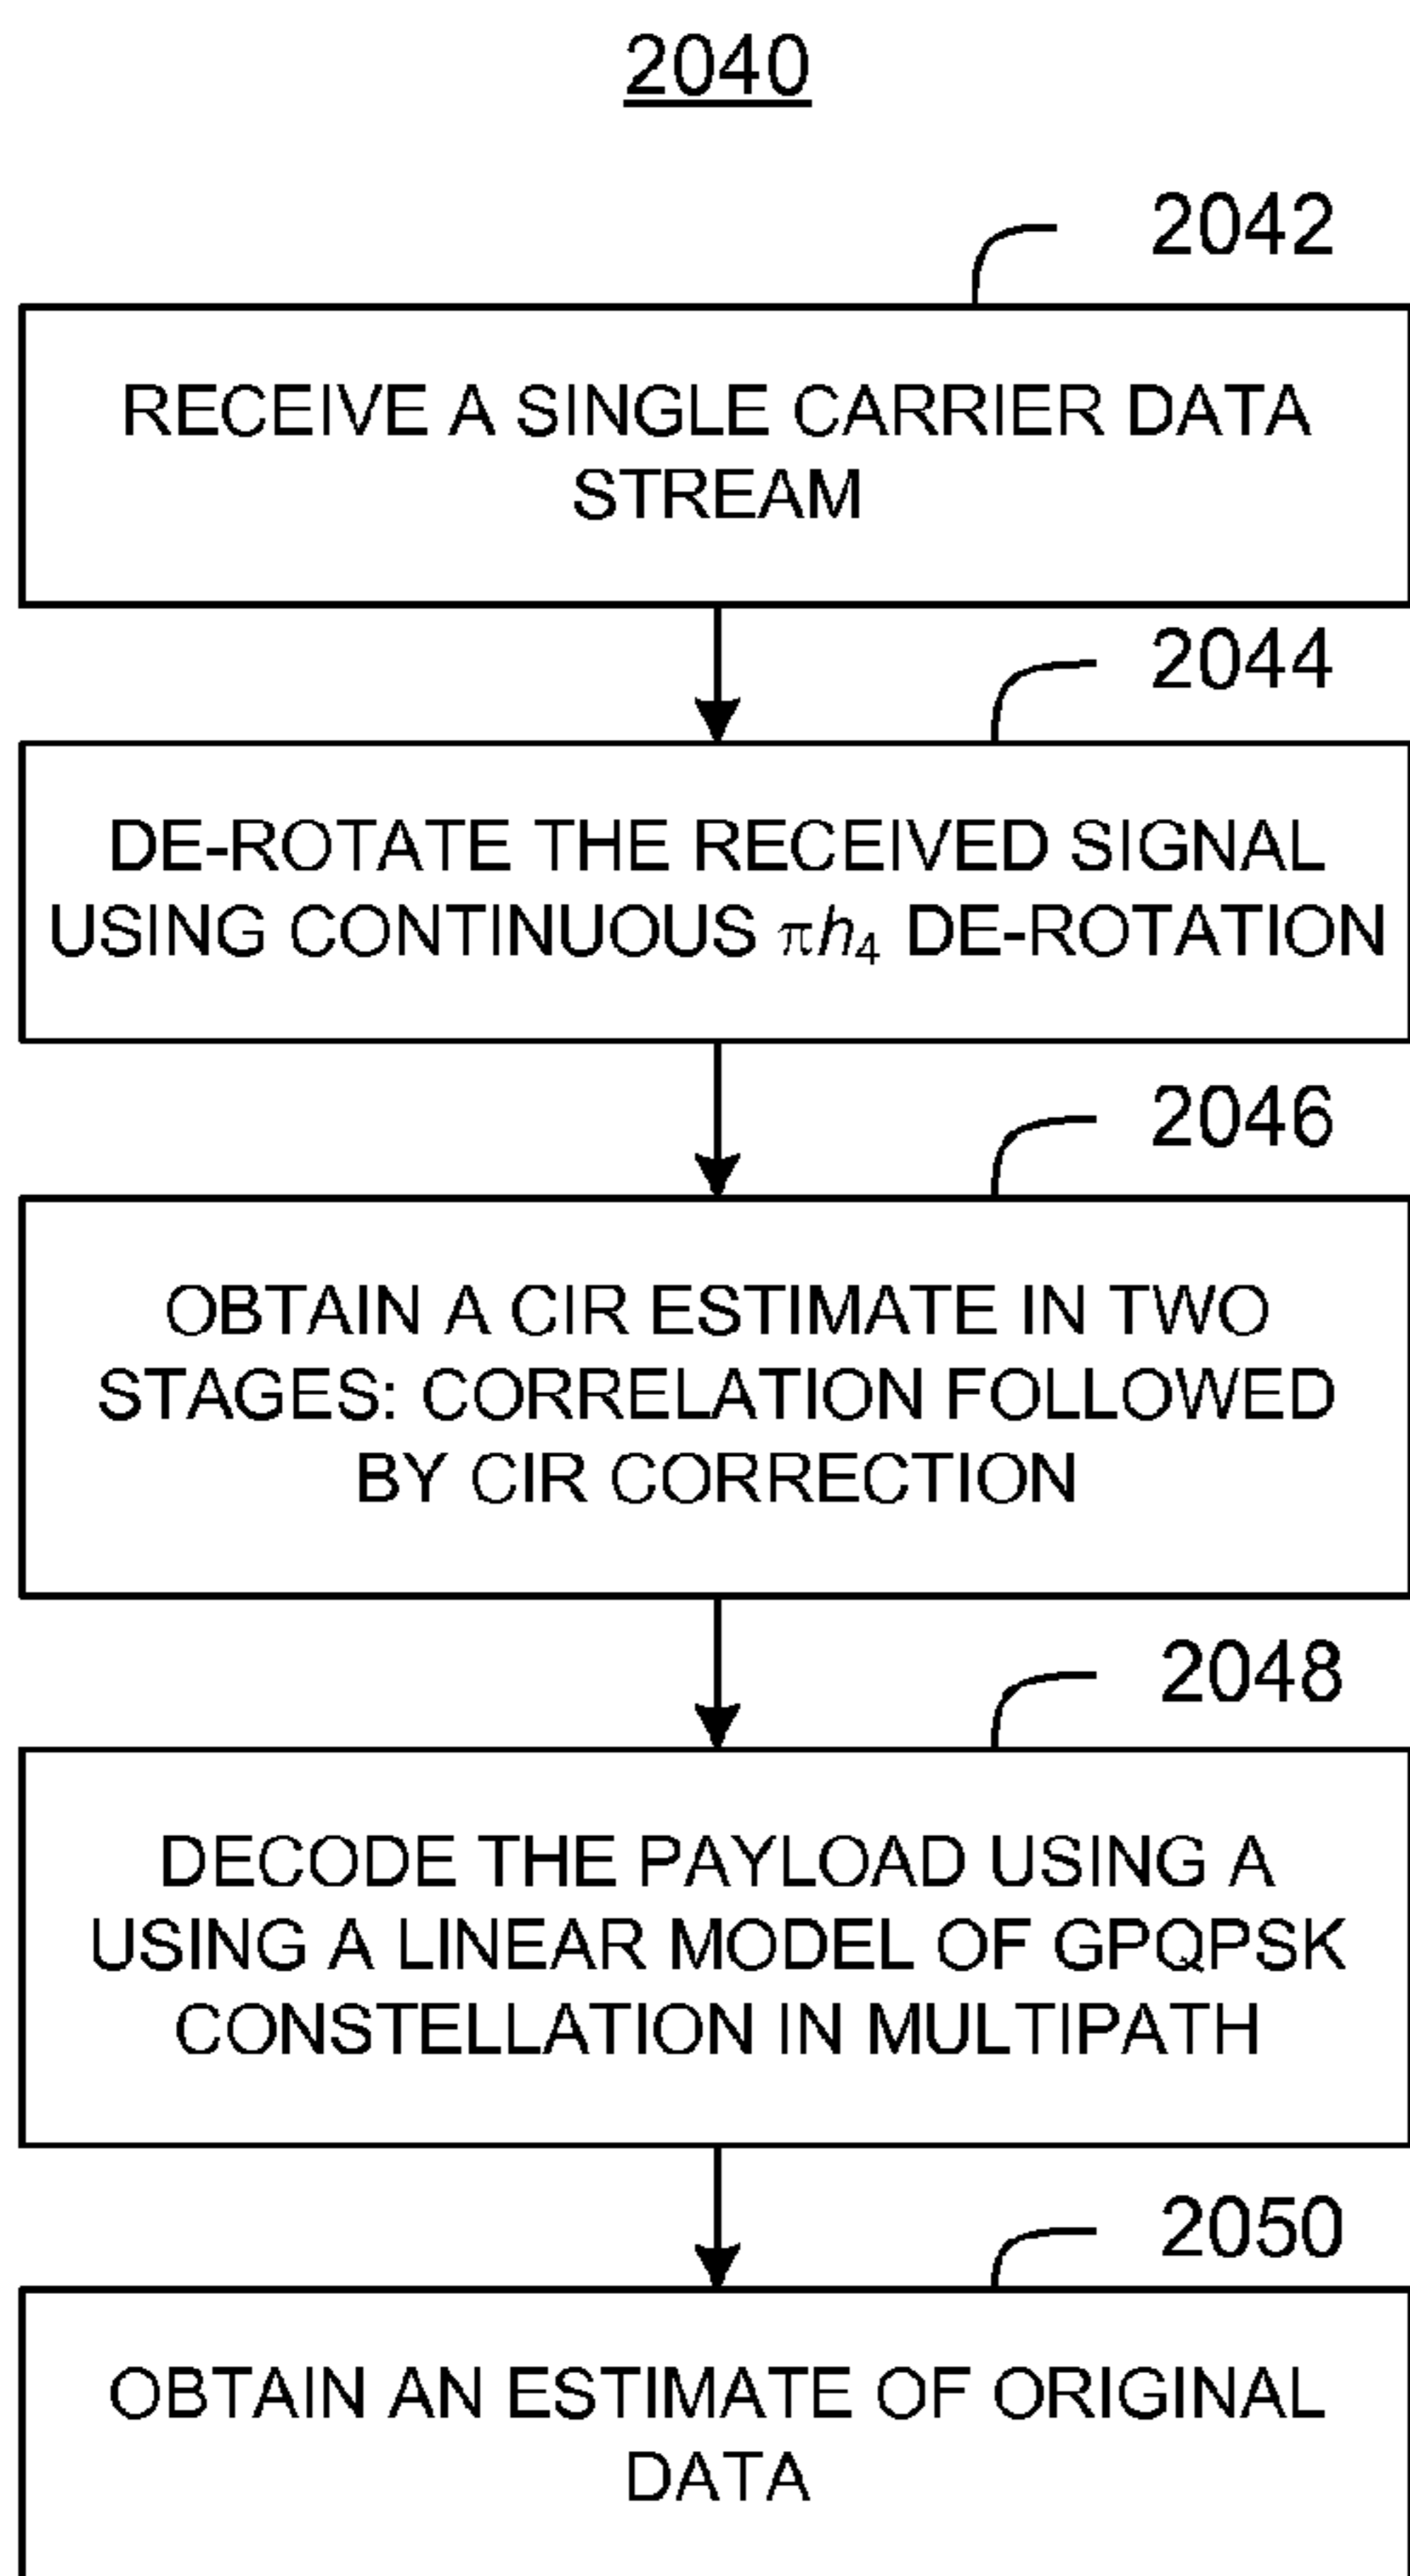 2040
2042
RECEIVE A SINGLE CARRIER DATA
STREAM
2044
DE-ROTATE THE RECEIVED SIGNAL
USING CONTINUOUS πh₄ DE-ROTATION
2046
OBTAIN A CIR ESTIMATE IN TWO
STAGES: CORRELATION FOLLOWED
BY CIR CORRECTION
2048
DECODE THE PAYLOAD USING A
USING A LINEAR MODEL OF GPQPSK
CONSTELLATION IN MULTIPATH
2050
OBTAIN AN ESTIMATE OF ORIGINAL
DATA